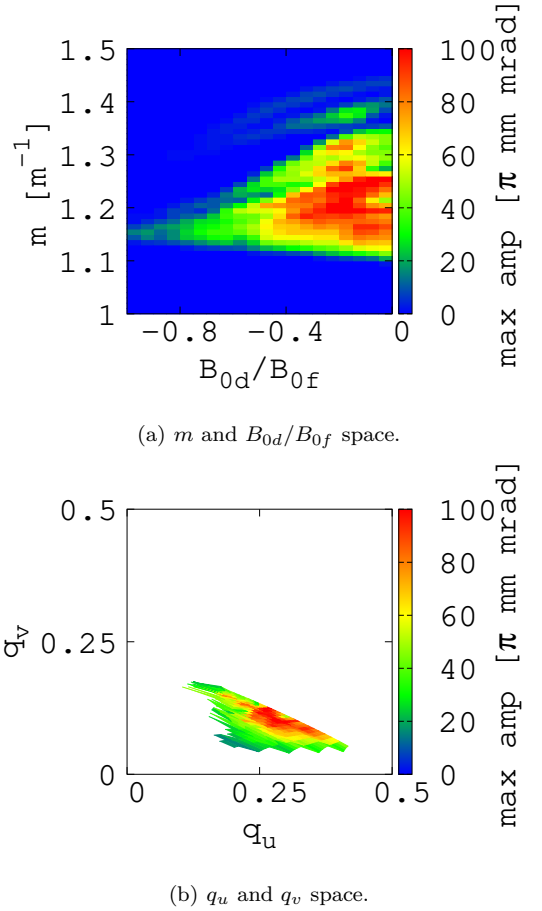 1.5
1.4
1.3
1.2
1.1
1
m [m⁻¹]
−0.8 −0.4 0
B₀d/B₀f
100
80
60
40
20
0
max amp [π mm mrad]
(a) m and B₀d/B₀f space.
0.5
0.25
0
qᵥ
0 0.25 0.5
qᵤ
100
80
60
40
20
0
max amp [π mm mrad]
(b) qᵤ and qᵥ space.